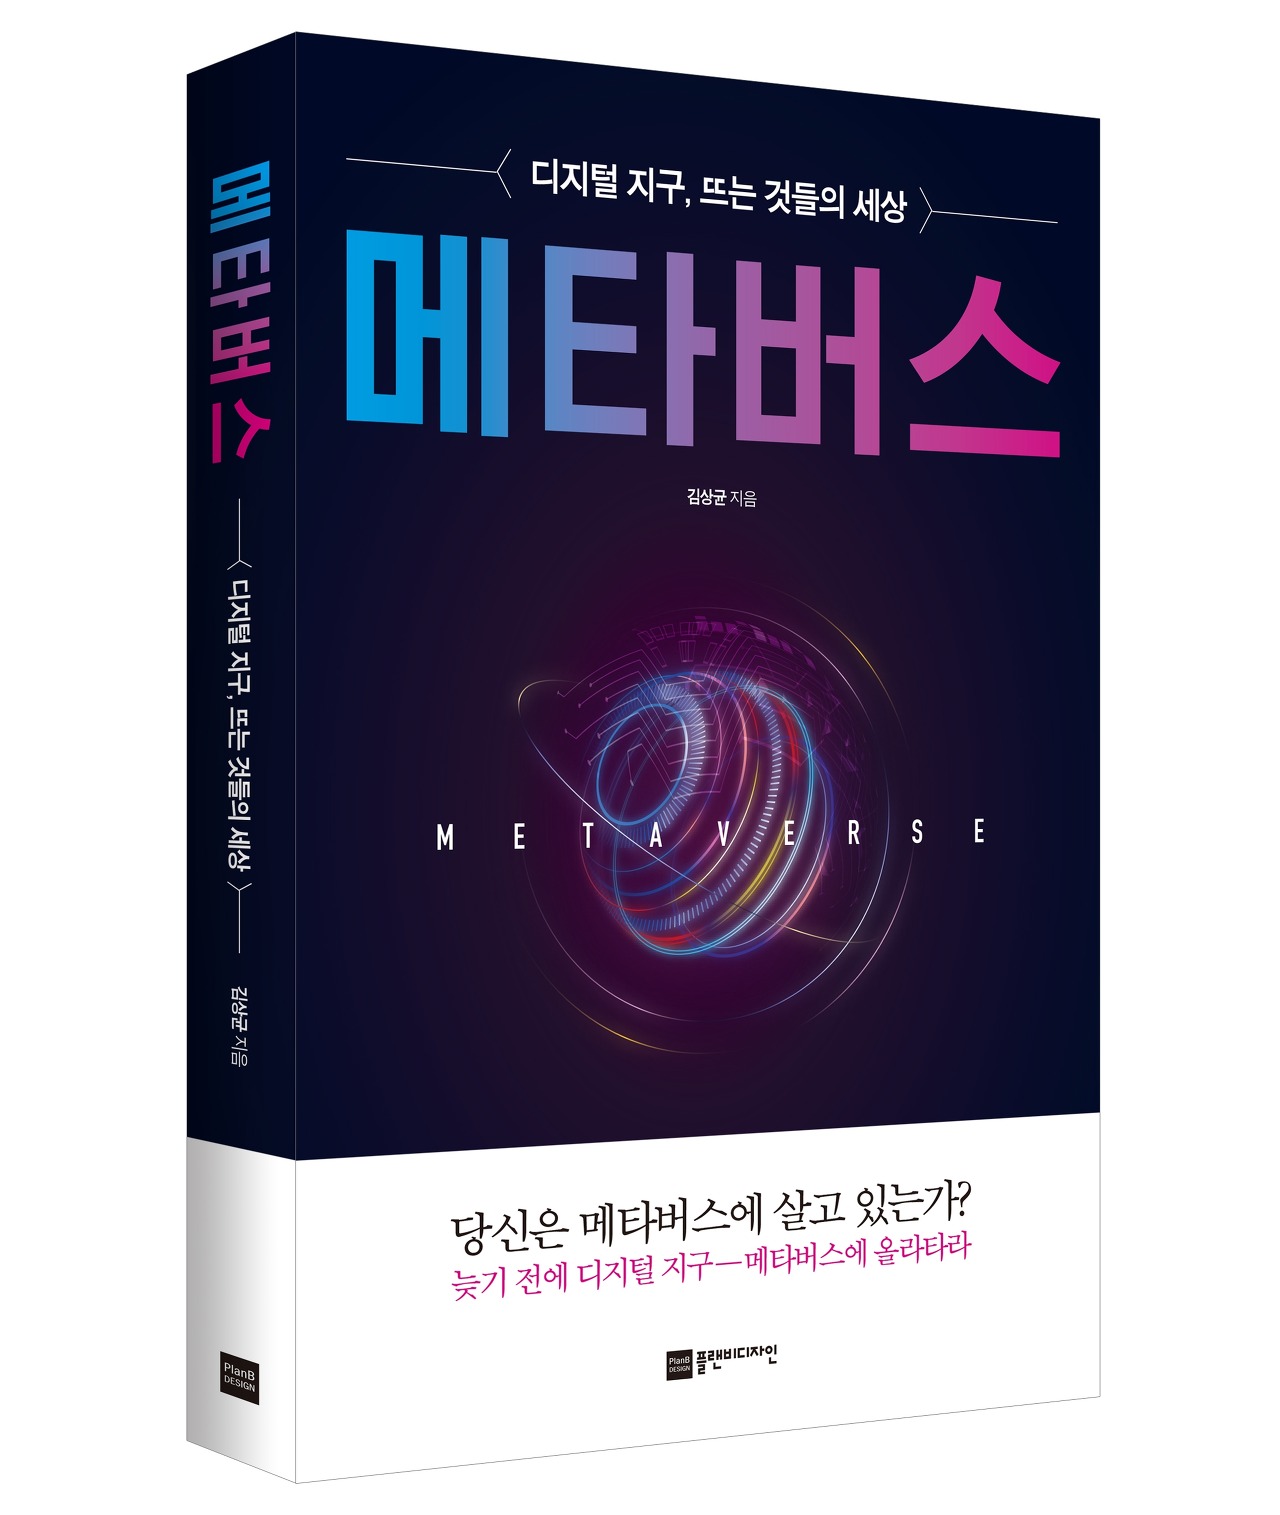 디지털 지구, 뜨는 것들의 세상
메타버스
김상균 지음
METAVERSE
당신은 메타버스에 살고 있는가?
늦기 전에 디지털 지구—메타버스에 올라타라
PlanB
DESIGN
플랜비디자인
메타버스
디지털 지구, 뜨는 것들의 세상
김상균 지음
PlanB
DESIGN